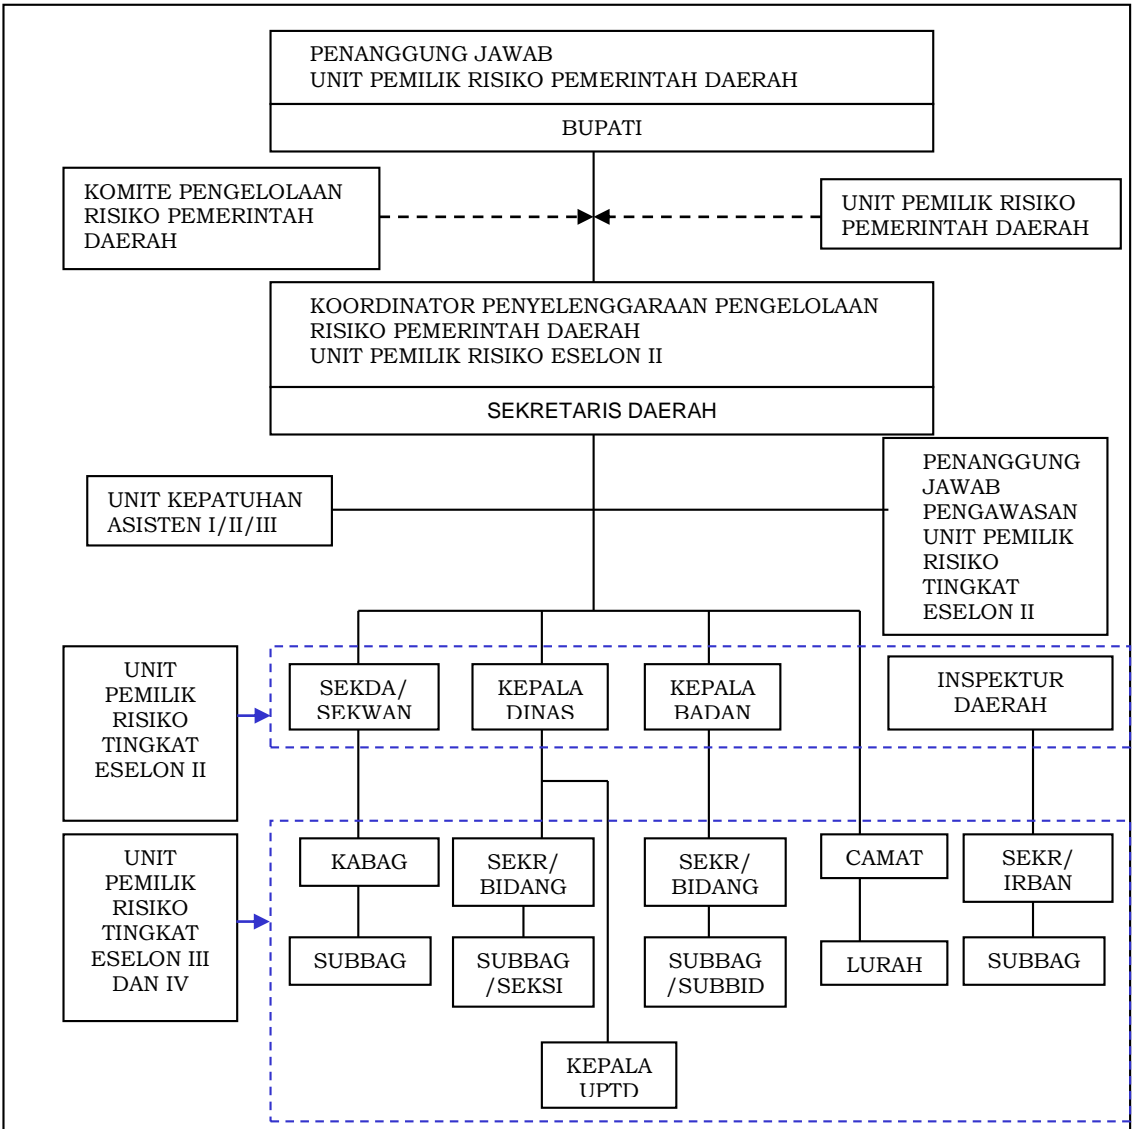 PENANGGUNG JAWAB
UNIT PEMILIK RISIKO PEMERINTAH DAERAH
BUPATI
KOMITE PENGELOLAAN
RISIKO PEMERINTAH
DAERAH
UNIT PEMILIK RISIKO
PEMERINTAH DAERAH
KOORDINATOR PENYELENGGARAAN PENGELOLAAN
RISIKO PEMERINTAH DAERAH
UNIT PEMILIK RISIKO ESELON II
SEKRETARIS DAERAH
UNIT KEPATUHAN
ASISTEN I/II/III
PENANGGUNG
JAWAB
PENGAWASAN
UNIT PEMILIK
RISIKO
TINGKAT
ESELON II
UNIT
PEMILIK
RISIKO
TINGKAT
ESELON II
SEKDA/
SEKWAN
KEPALA
DINAS
KEPALA
BADAN
INSPEKTUR
DAERAH
UNIT
PEMILIK
RISIKO
TINGKAT
ESELON III
DAN IV
KABAG
SEKR/
BIDANG
SEKR/
BIDANG
CAMAT
SEKR/
IRBAN
SUBBAG
SUBBAG
/SEKSI
SUBBAG
/SUBBID
LURAH
SUBBAG
KEPALA
UPTD